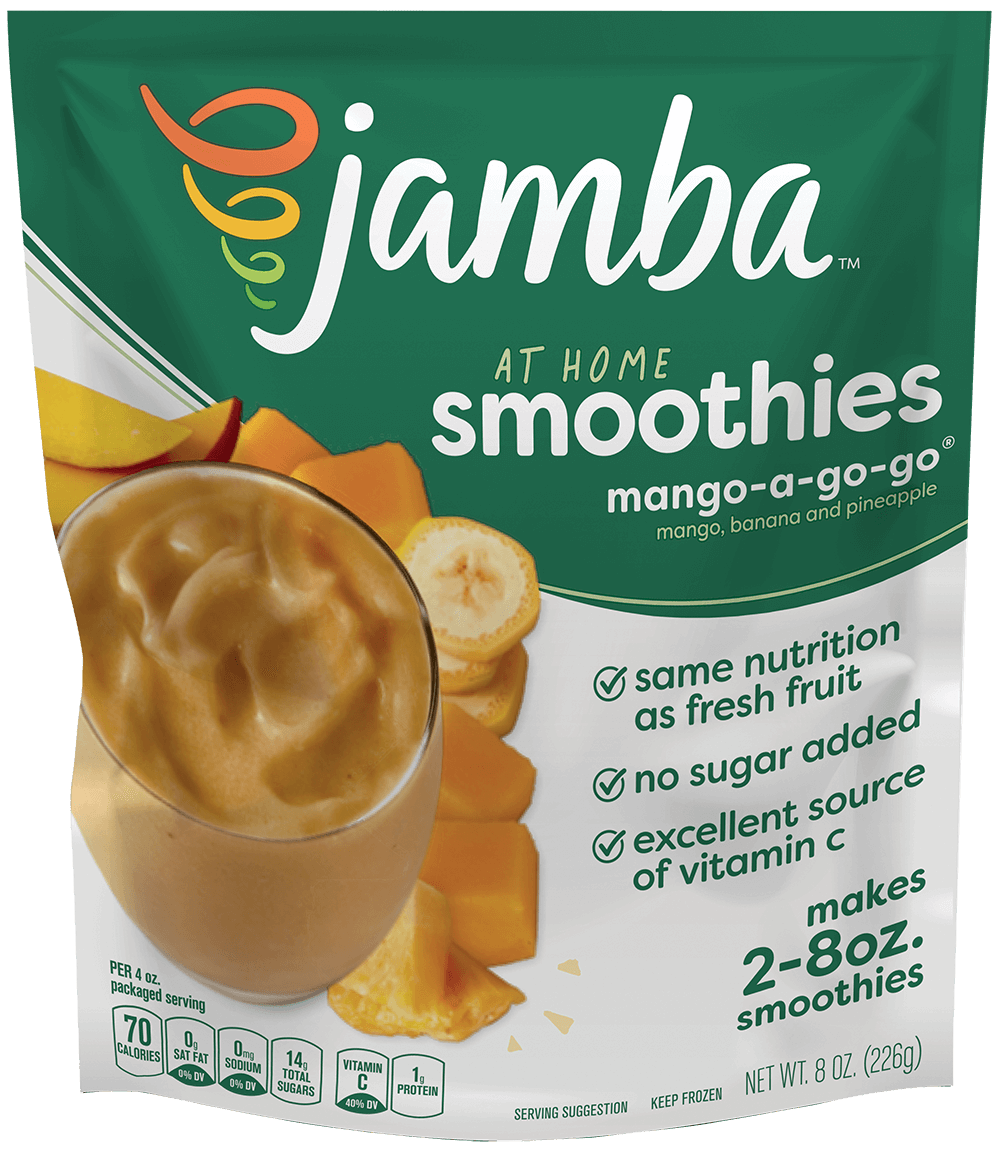 jamba™
AT HOME
smoothies
mango-a-go-go®
mango, banana and pineapple
same nutrition
as fresh fruit
no sugar added
excellent source
of vitamin c
makes
2-8oz.
smoothies
PER 4 oz.
packaged serving
70
CALORIES
0g
SAT FAT
0% DV
0mg
SODIUM
0% DV
14g
TOTAL
SUGARS
VITAMIN
C
40% DV
1g
PROTEIN
SERVING SUGGESTION
KEEP FROZEN
NET WT. 8 OZ. (226g)